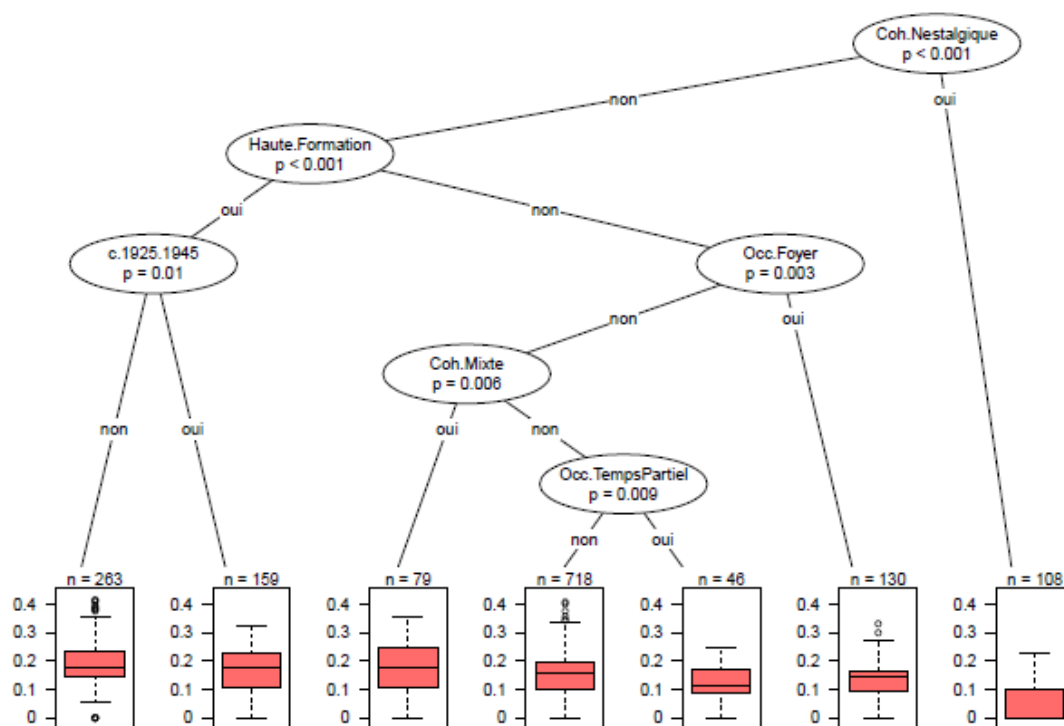 Coh.Nestalgique
p < 0.001
non
oui
Haute.Formation
p < 0.001
oui
non
c.1925.1945
p = 0.01
Occ.Foyer
p = 0.003
non
oui
Coh.Mixte
p = 0.006
non
oui
oui
non
Occ.TempsPartiel
p = 0.009
non
oui
n = 263
n = 159
n = 79
n = 718
n = 46
n = 130
n = 108
0.4 0.4 0.4 0.4 0.4 0.4 0.4
0.3 0.3 0.3 0.3 0.3 0.3 0.3
0.2 0.2 0.2 0.2 0.2 0.2 0.2
0.1 0.1 0.1 0.1 0.1 0.1 0.1
0 0 0 0 0 0 0